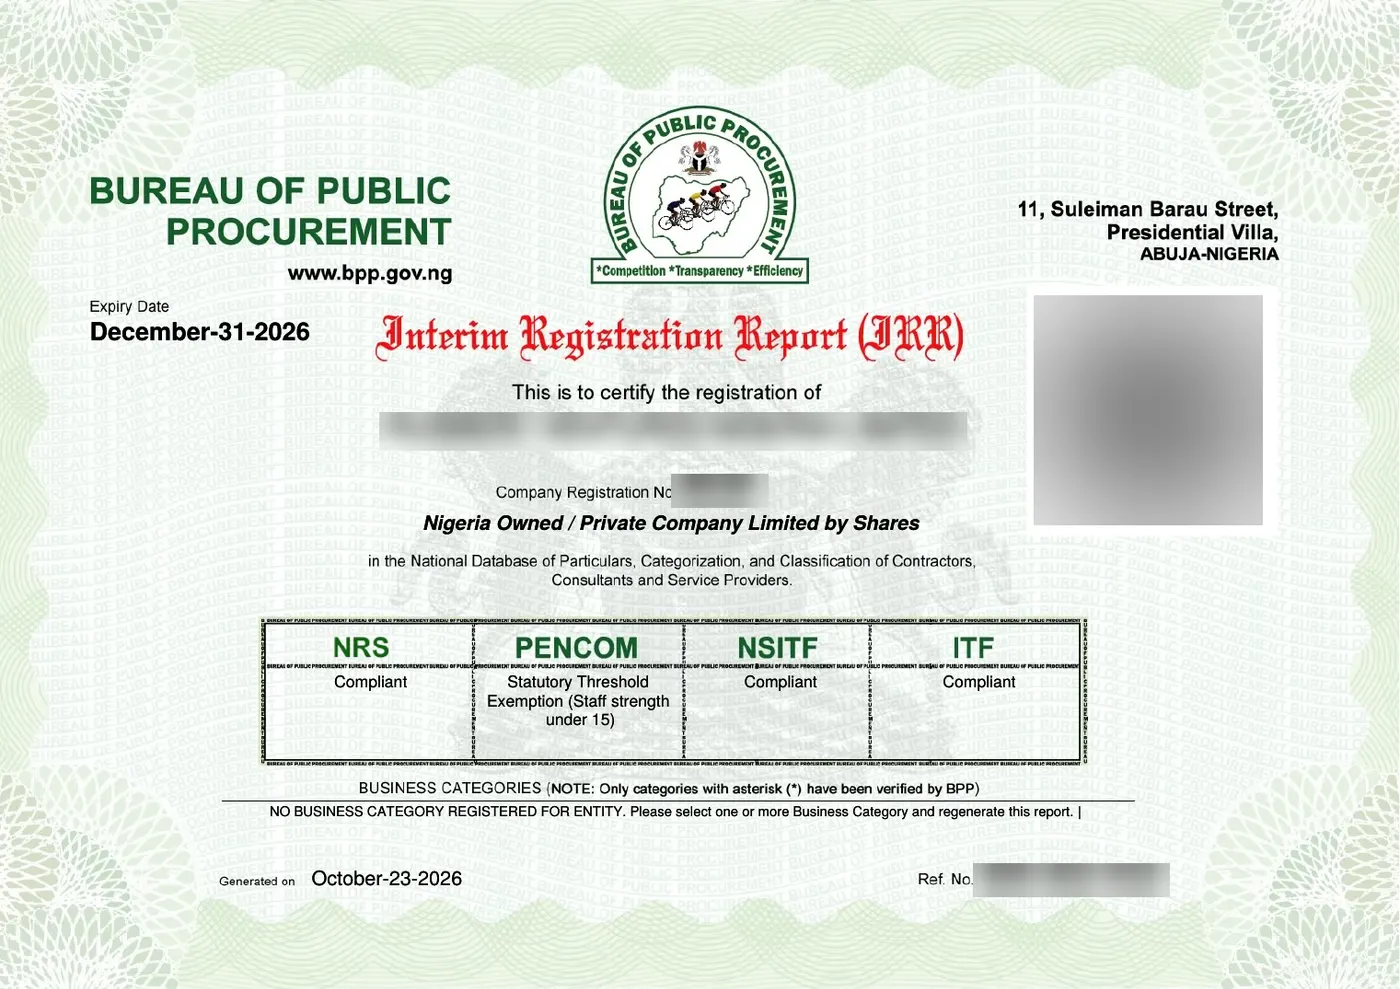 BUREAU OF PUBLIC PROCUREMENT
*Competition *Transparency *Efficiency
BUREAU OF PUBLIC
PROCUREMENT
www.bpp.gov.ng
11, Suleiman Barau Street,
Presidential Villa,
ABUJA-NIGERIA
Expiry Date
December-31-2026
Interim Registration Report (IRR)
This is to certify the registration of
Company Registration No
Nigeria Owned / Private Company Limited by Shares
in the National Database of Particulars, Categorization, and Classification of Contractors,
Consultants and Service Providers.
NRS PENCOM NSITF ITF
Compliant Statutory Threshold Compliant Compliant
Exemption (Staff strength
under 15)
BUSINESS CATEGORIES (NOTE: Only categories with asterisk (*) have been verified by BPP)
NO BUSINESS CATEGORY REGISTERED FOR ENTITY. Please select one or more Business Category and regenerate this report. |
Generated on October-23-2026
Ref. No.